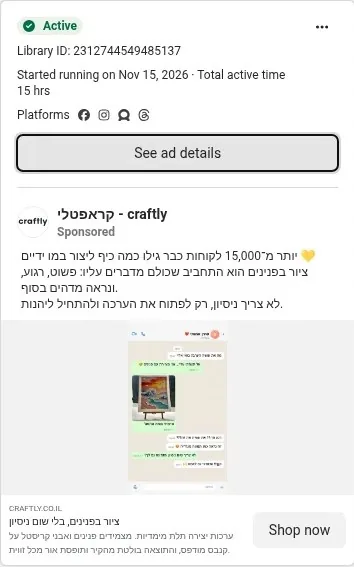 Active
Library ID: 2312744549485137
Started running on Nov 15, 2026 · Total active time
15 hrs
Platforms
See ad details
craftly
קראפטלי - craftly
Sponsored
יותר מ־15,000 לקוחות כבר גילו כמה כיף ליצור במו ידיים 💛
ציור בפנינים הוא התחביב שכולם מדברים עליו: פשוט, רגוע,
ונראה מדהים בסוף.
לא צריך ניסיון, רק לפתוח את הערכה ולהתחיל ליהנות.
CRAFTLY.CO.IL
ציור בפנינים, בלי שום ניסיון
ערכות יצירה תלת מימדיות. מצמידים פנינים ואבני קריסטל על
קנבס מודפס, והתוצאה בולטת מהקיר ותופסת אור מכל זווית.
Shop now